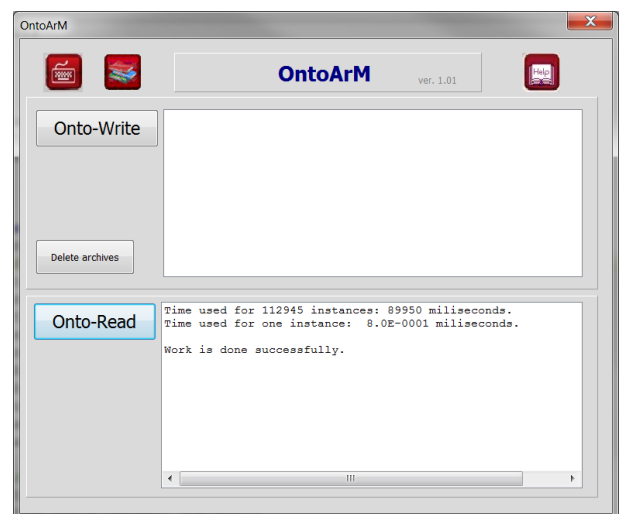 OntoArM
OntoArM ver. 1.01
Help
Onto-Write
Delete archives
Onto-Read
Time used for 112945 instances: 89950 miliseconds.
Time used for one instance: 8.0E-0001 miliseconds.
Work is done successfully.